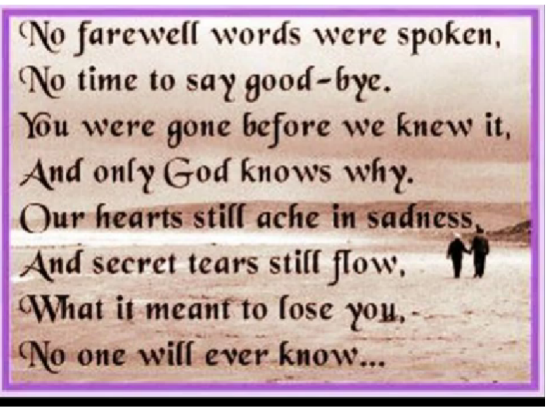 No farewell words were spoken,
No time to say good-bye.
You were gone before we knew it,
And only God knows why.
Our hearts still ache in sadness,
And secret tears still flow,
What it meant to lose you,
No one will ever know...